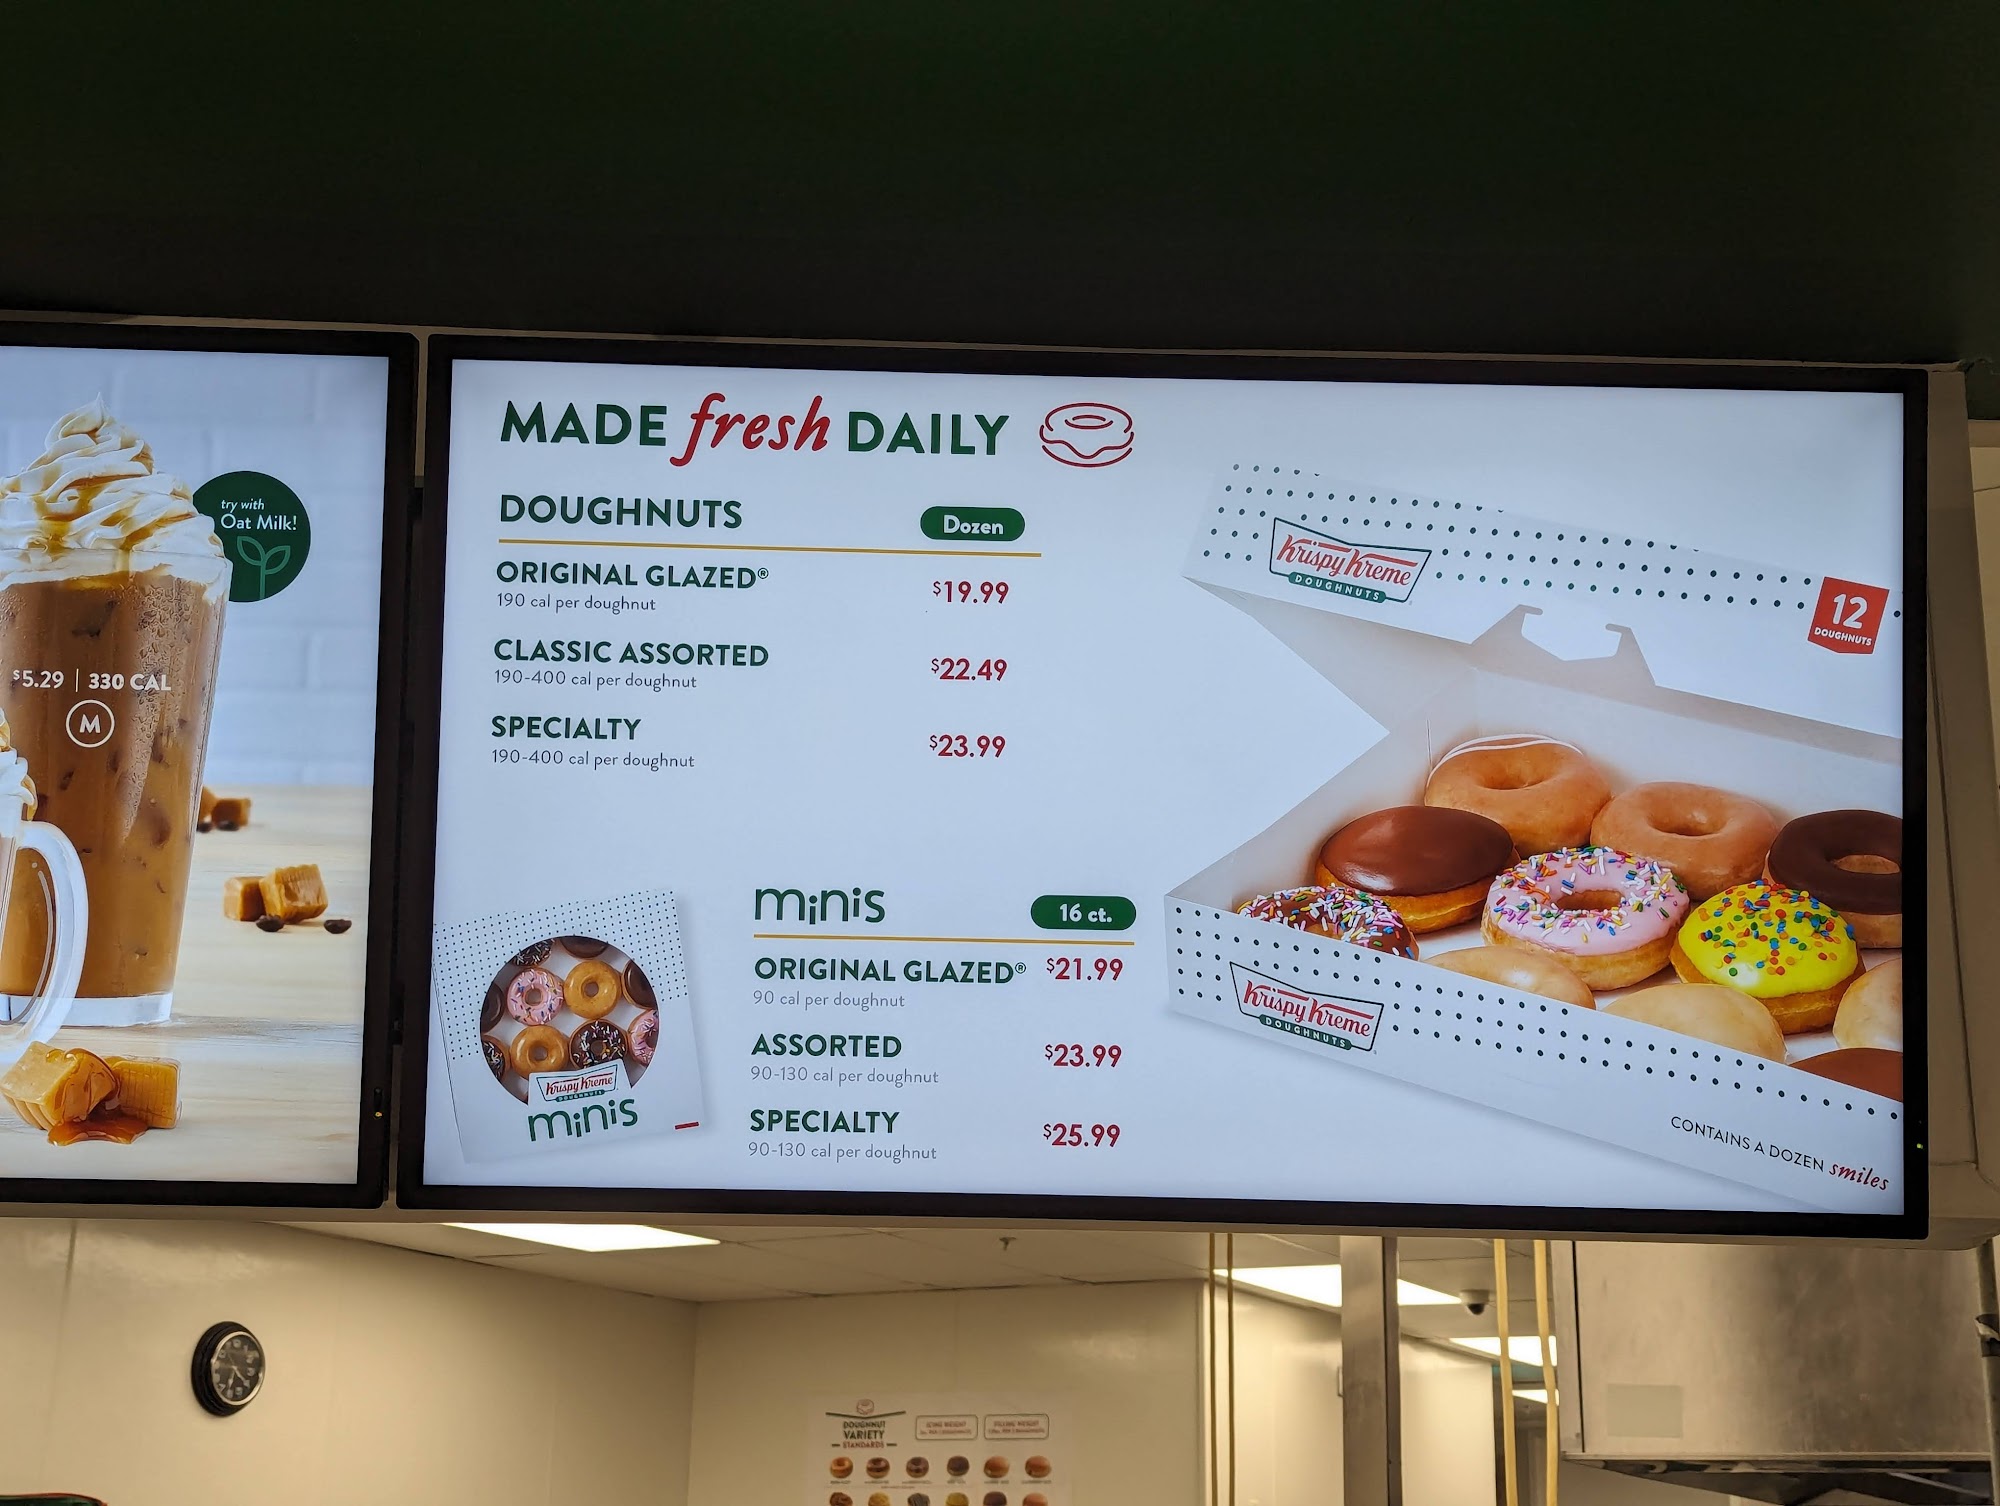 try with
Oat Milk!
$5.29 | 330 CAL
M
MADE fresh DAILY
DOUGHNUTS Dozen
ORIGINAL GLAZED® $19.99
190 cal per doughnut
CLASSIC ASSORTED $22.49
190-400 cal per doughnut
SPECIALTY $23.99
190-400 cal per doughnut
minis 16 ct.
ORIGINAL GLAZED® $21.99
90 cal per doughnut
ASSORTED $23.99
90-130 cal per doughnut
SPECIALTY $25.99
90-130 cal per doughnut
Krispy Kreme
DOUGHNUTS
minis
Krispy Kreme
DOUGHNUTS
12
DOUGHNUTS
Krispy Kreme
DOUGHNUTS
CONTAINS A DOZEN smiles
DOUGHNUT
VARIETY
STANDARDS